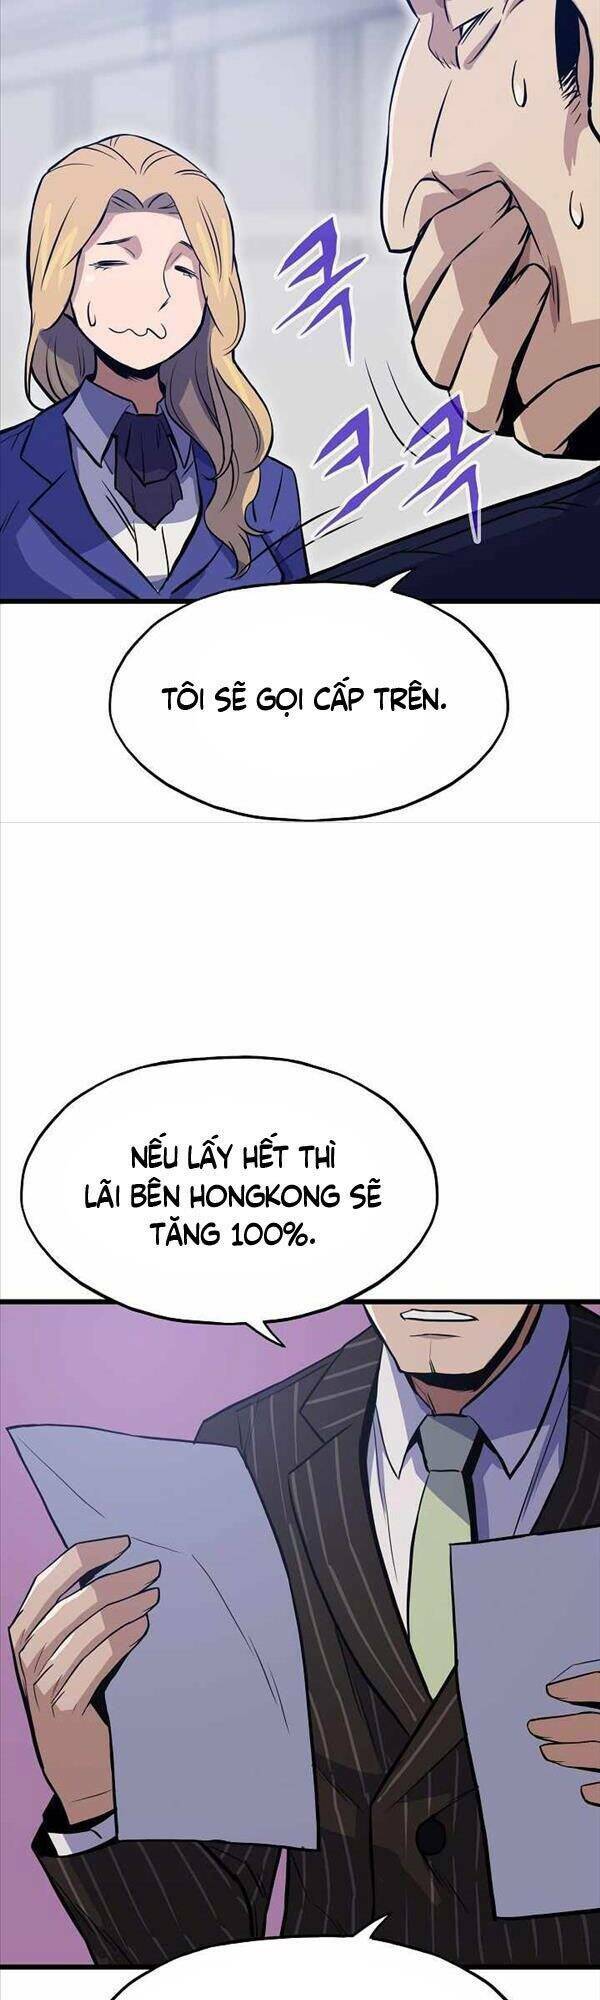 큭
큭큭
TÔI SẼ GỌI CẤP TRÊN.
NẾU LẤY HẾT THÌ
LÃI BÊN HONGKONG SẼ
TĂNG 100%.